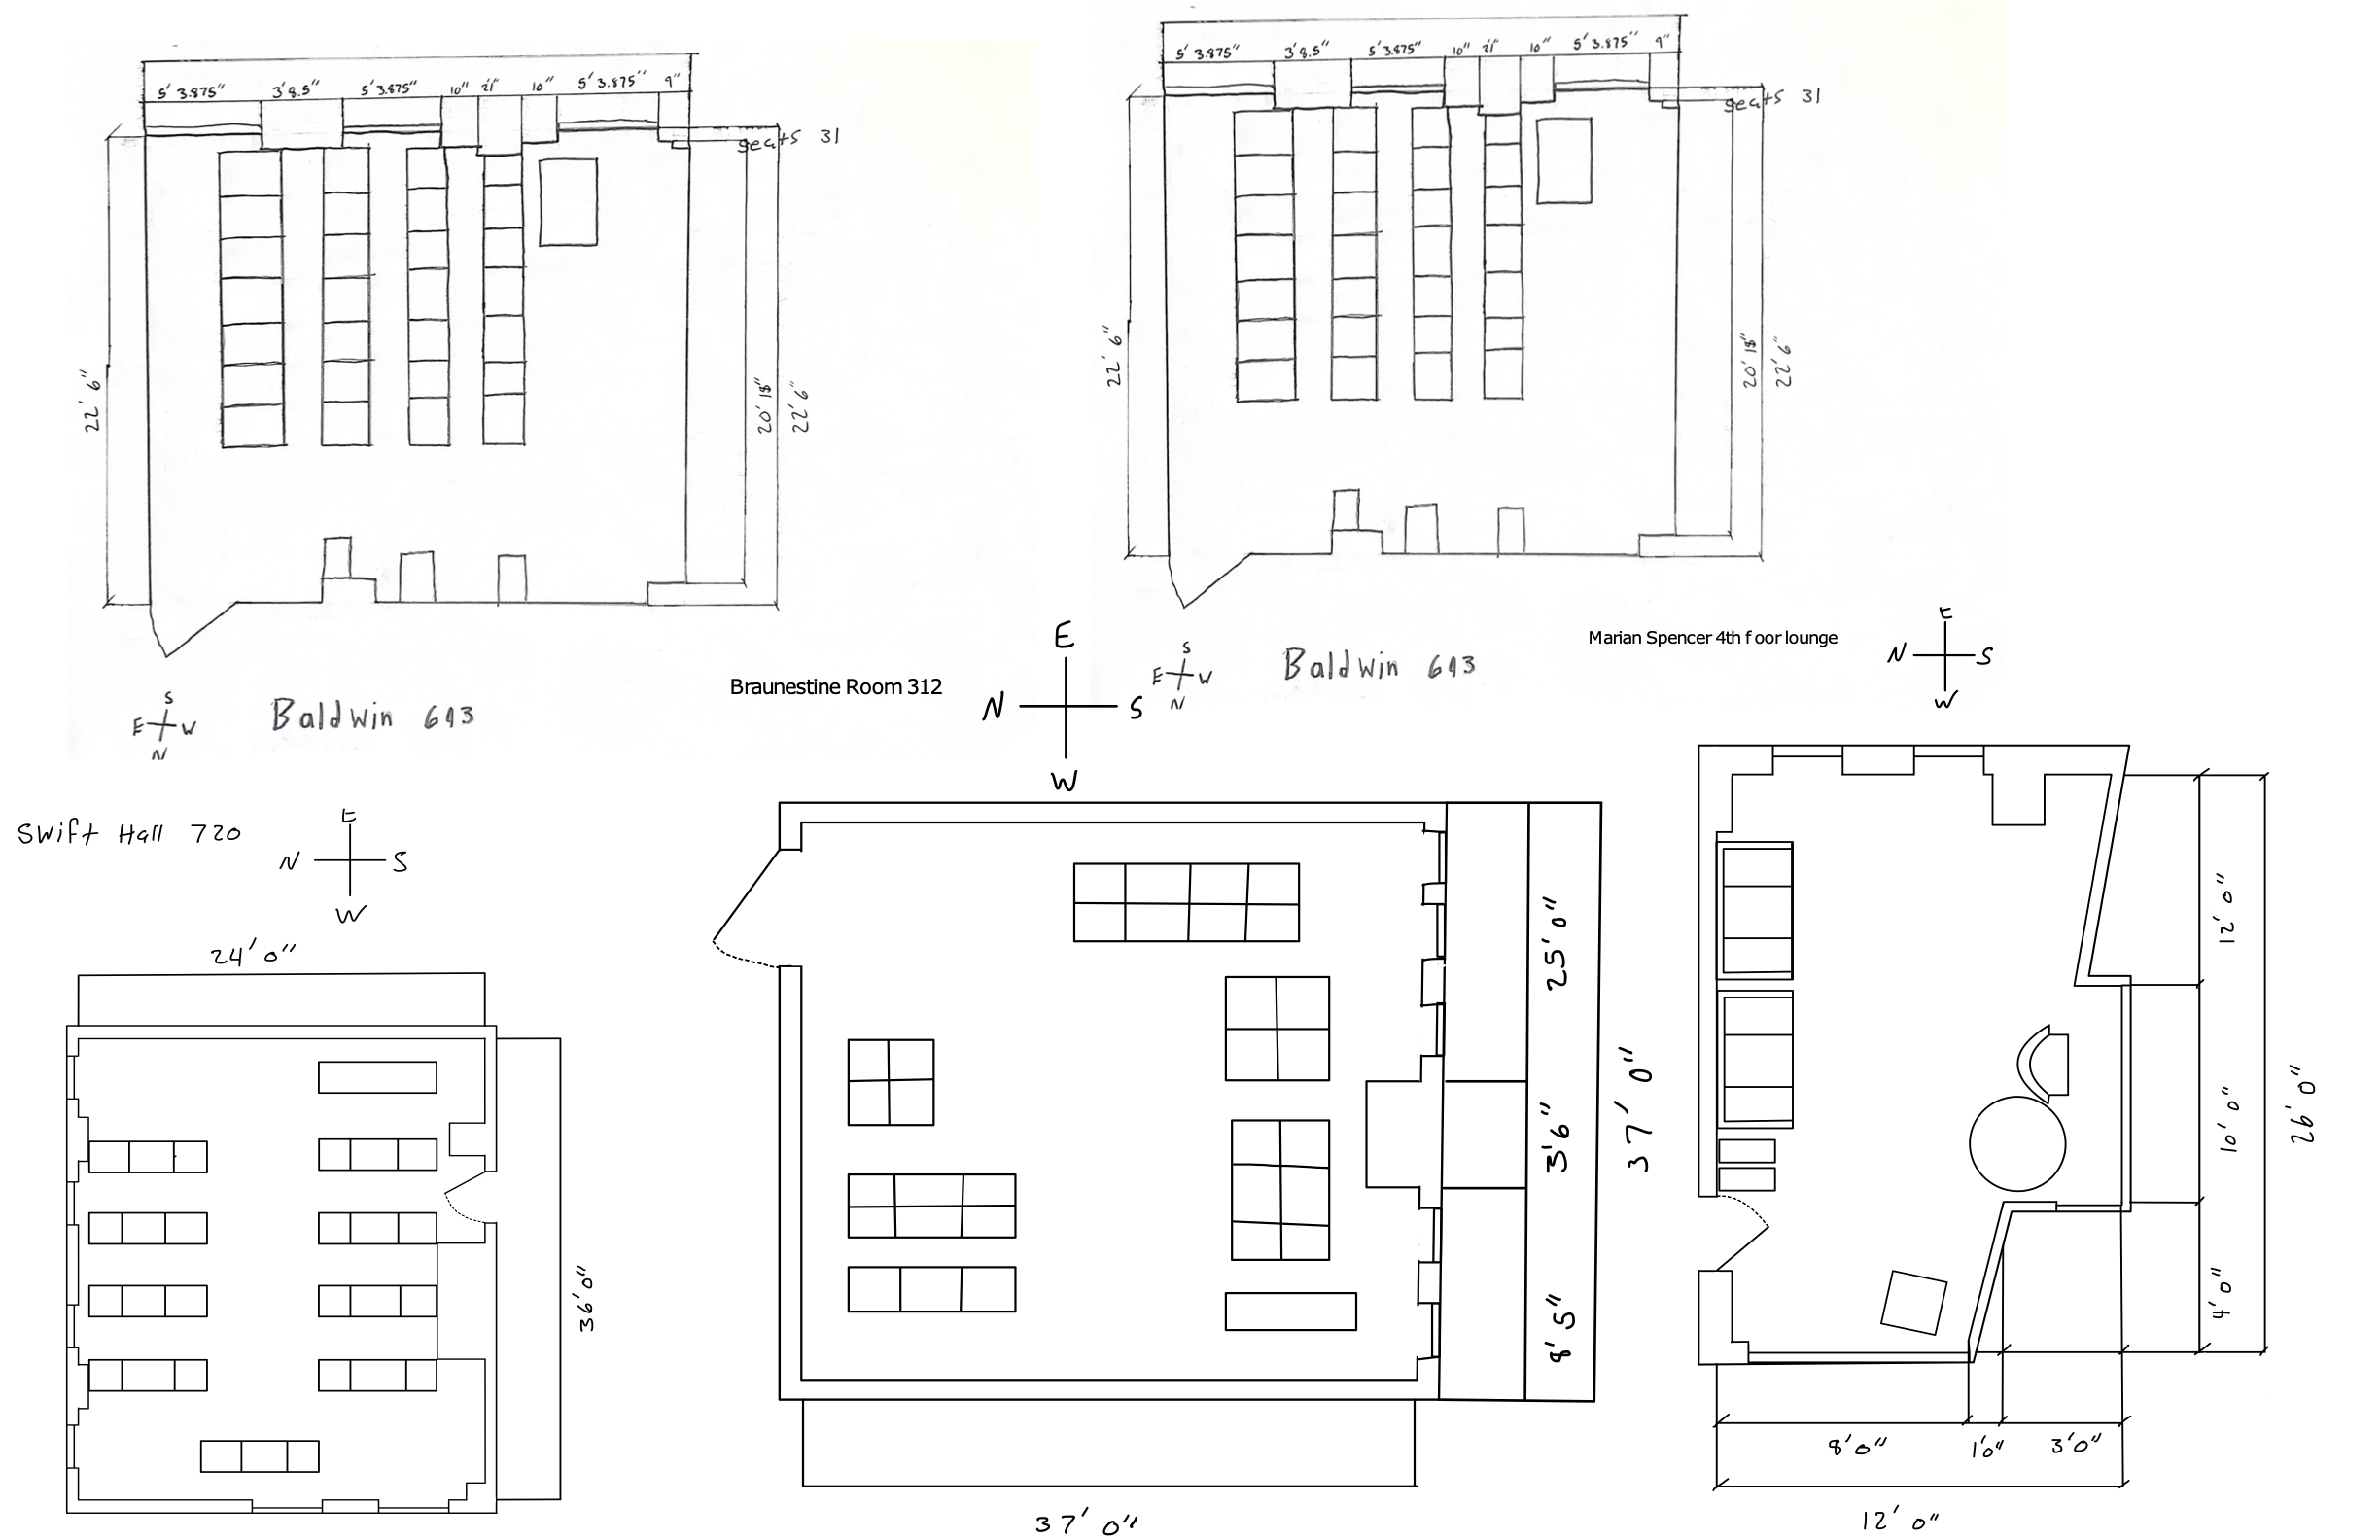 5' 3.875" 3' 8.5" 5' 3.875" 10" 21" 10" 5' 3.875" 9"
seats 31
22' 6"
20' 18"
22' 6"
S
E W
N
Baldwin 643
5' 3.875" 3' 8.5" 5' 3.875" 10" 21" 10" 5' 3.875" 9"
seats 31
22' 6"
20' 18"
22' 6"
S
E W
N
Baldwin 643
Braunestine Room 312
E
N S
W
Marian Spencer 4th f oor lounge
E
N S
W
Swift Hall 720
E
N S
W
24' 0"
36' 0"
25' 0"
3' 6"
8' 5"
37' 0"
37' 0"
12' 0"
10' 0"
4' 0"
26' 0"
8' 0" 1' 0" 3' 0"
12' 0"